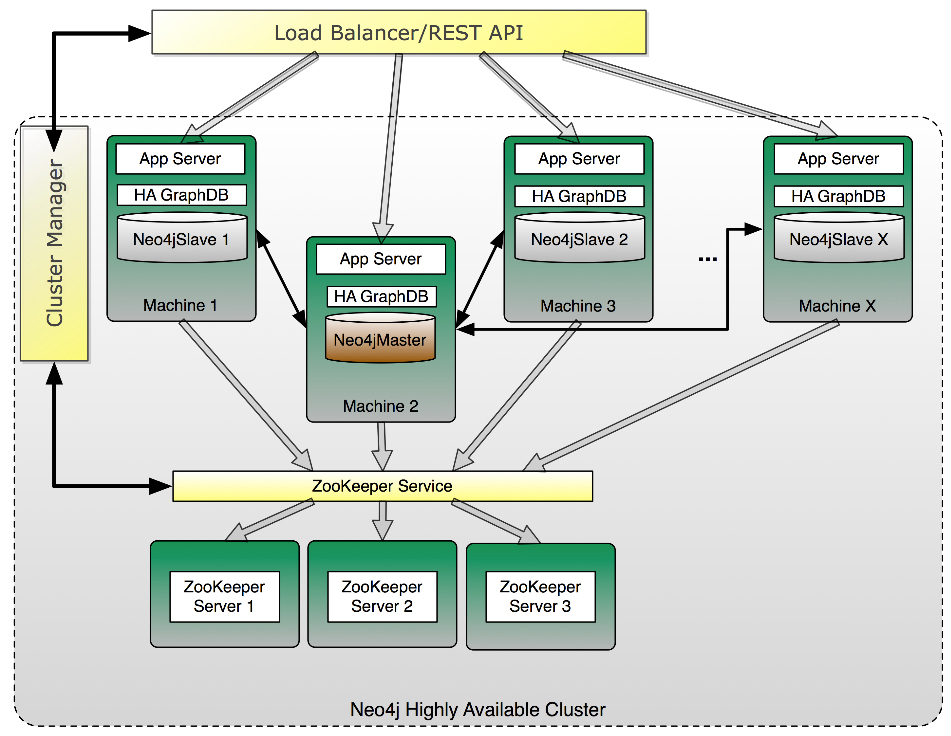 Load Balancer/REST API
Cluster Manager
App Server
HA GraphDB
Neo4jSlave 1
Machine 1
App Server
HA GraphDB
Neo4jMaster
Machine 2
App Server
HA GraphDB
Neo4jSlave 2
Machine 3
...
App Server
HA GraphDB
Neo4jSlave X
Machine X
ZooKeeper Service
ZooKeeper
Server 1
ZooKeeper
Server 2
ZooKeeper
Server 3
Neo4j Highly Available Cluster